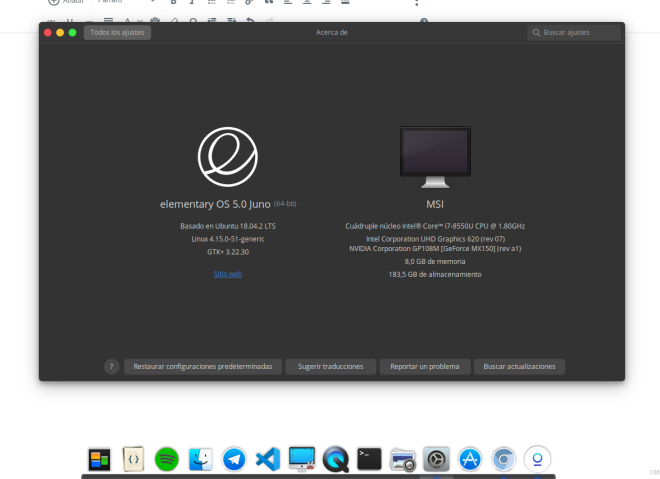 Añadir Párrafo
Todos los ajustes
Acerca de
Buscar ajustes
elementary OS 5.0 Juno (64-bit)
Basado en Ubuntu 18.04.2 LTS
Linux 4.15.0-51-generic
GTK+ 3.22.30
Sitio web
MSI
Cuádruple núcleo Intel® Core™ i7-8550U CPU @ 1.80GHz
Intel Corporation UHD Graphics 620 (rev 07)
NVIDIA Corporation GP108M [GeForce MX150] (rev a1)
8,0 GB de memoria
183,5 GB de almacenamiento
?
Restaurar configuraciones predeterminadas
Sugerir traducciones
Reportar un problema
Buscar actualizaciones
138